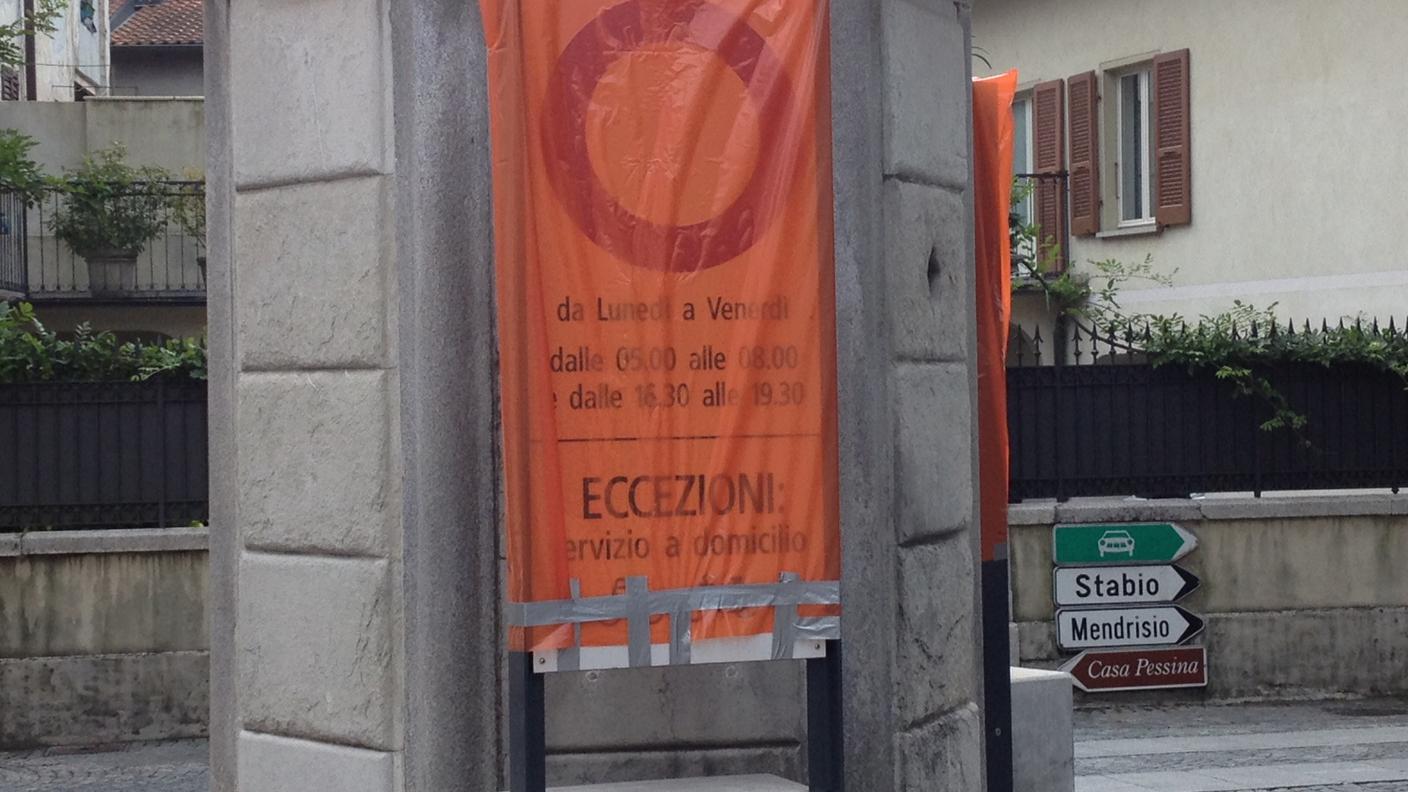 da Lunedì a Venerdì
dalle 05.00 alle 08.00
e dalle 16.30 alle 19.30
ECCEZIONI:
servizio a domicilio
Stabio
Mendrisio
Casa Pessina